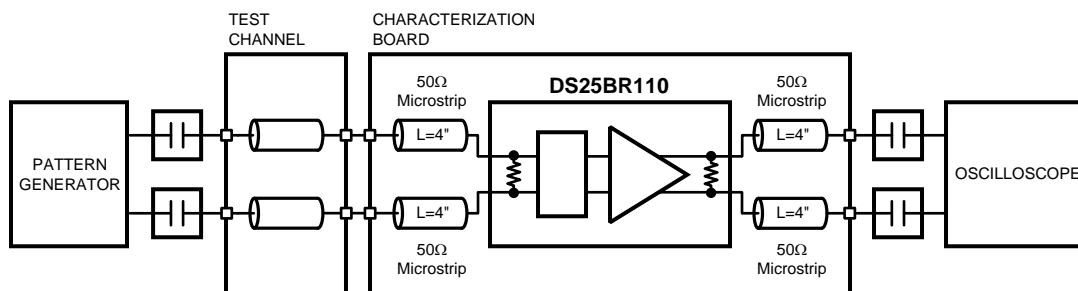 TEST
CHANNEL
CHARACTERIZATION
BOARD
50Ω
Microstrip
DS25BR110
50Ω
Microstrip
L=4"
L=4"
PATTERN
GENERATOR
OSCILLOSCOPE
L=4"
L=4"
50Ω
Microstrip
50Ω
Microstrip